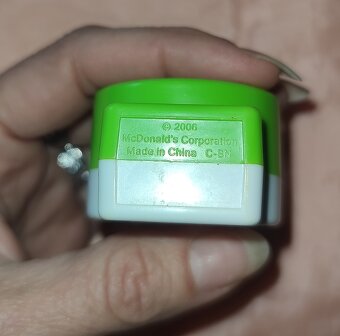 © 2006
McDonald's Corporation
Made in China C-BN